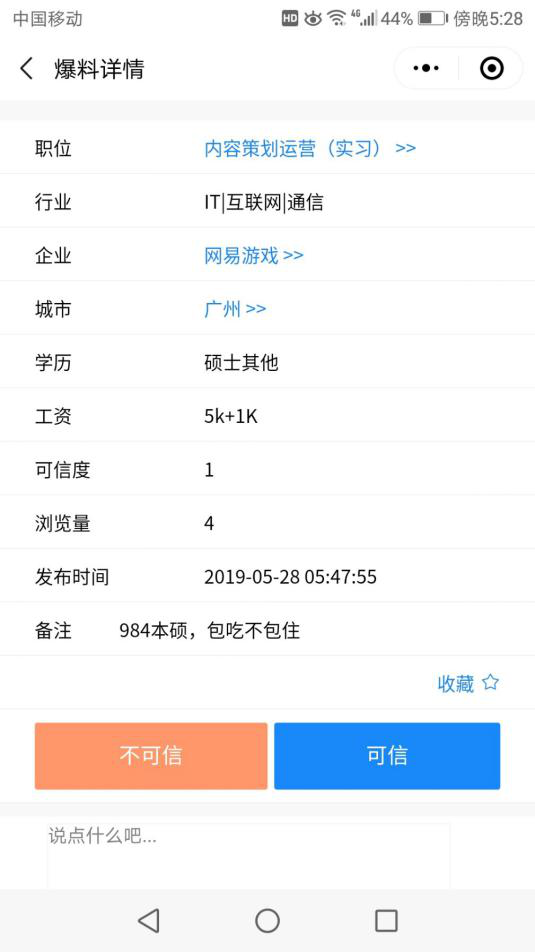 中国移动 HD 4G 44% 傍晚5:28
爆料详情
职位 内容策划运营（实习） >>
行业 IT|互联网|通信
企业 网易游戏 >>
城市 广州 >>
学历 硕士其他
工资 5k+1K
可信度 1
浏览量 4
发布时间 2019-05-28 05:47:55
备注 984本硕，包吃不包住
收藏
不可信 可信
说点什么吧...